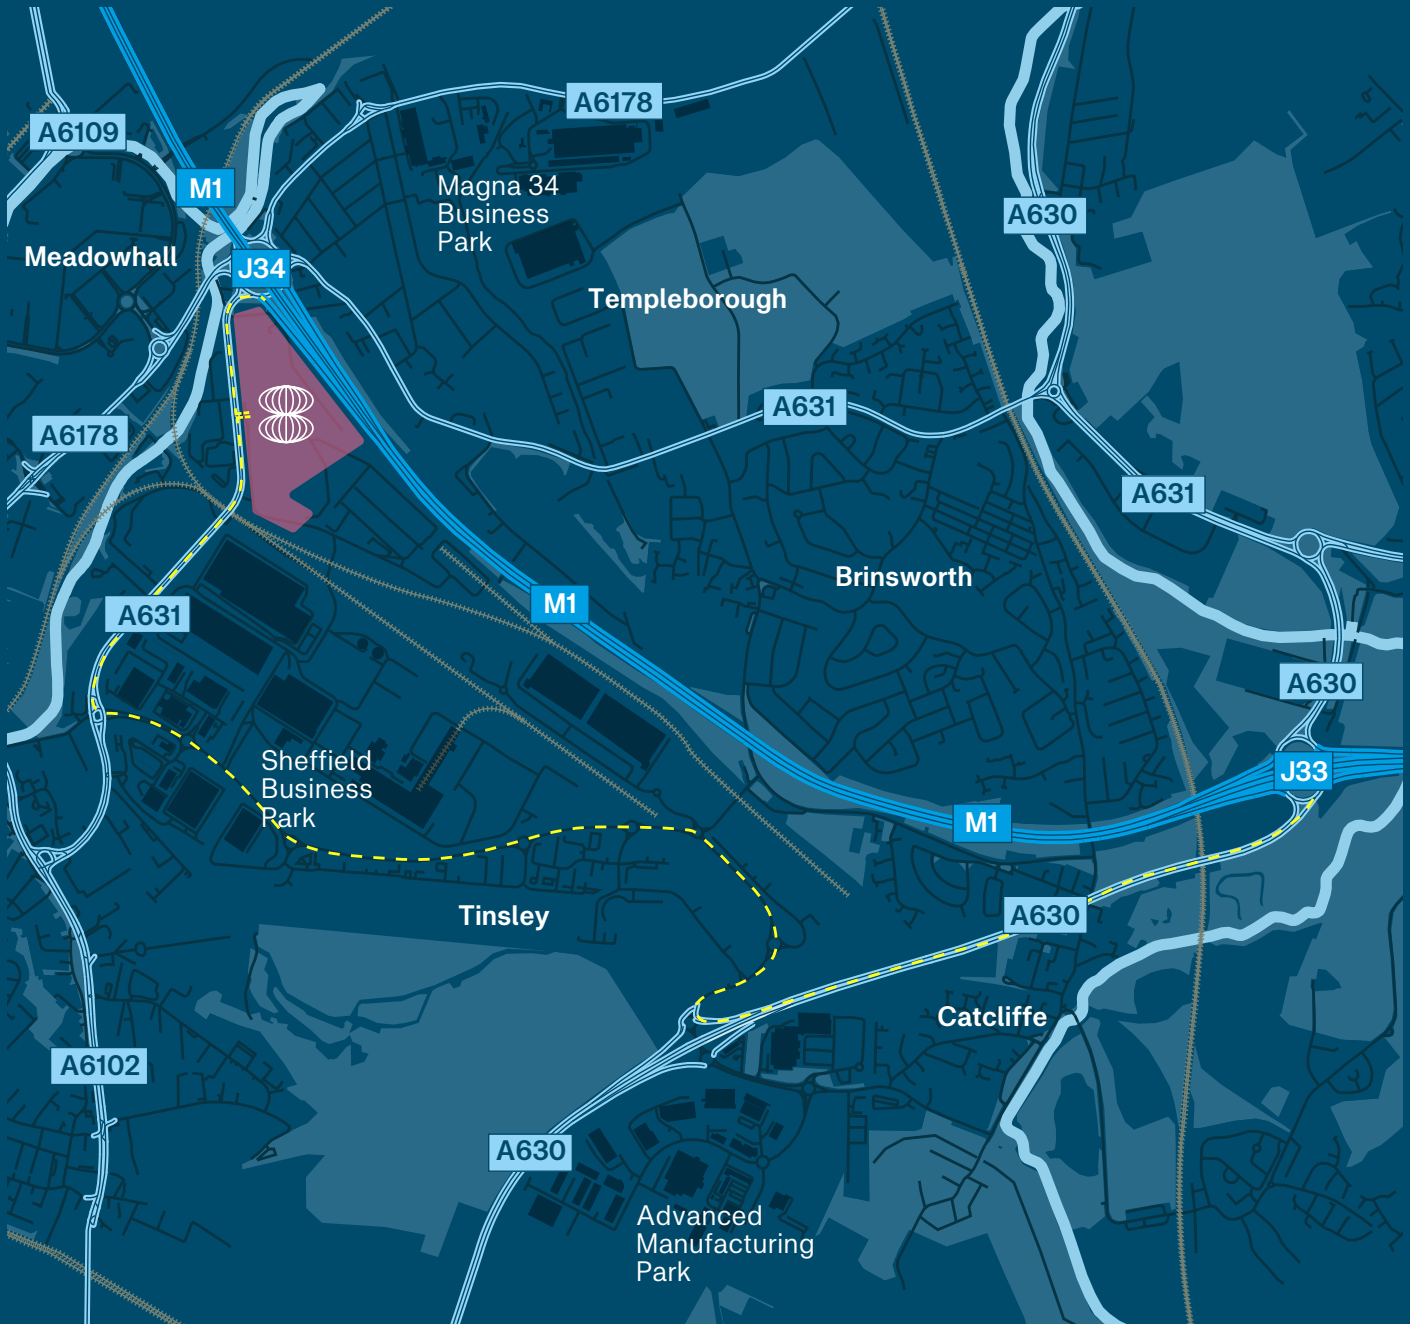 A6178
A6109
M1
Magna 34
Business
Park
A630
Meadowhall
J34
Templeborough
A631
A6178
A631
Brinsworth
M1
A631
A630
Sheffield
Business
Park
J33
M1
Tinsley
A630
Catcliffe
A6102
A630
Advanced
Manufacturing
Park